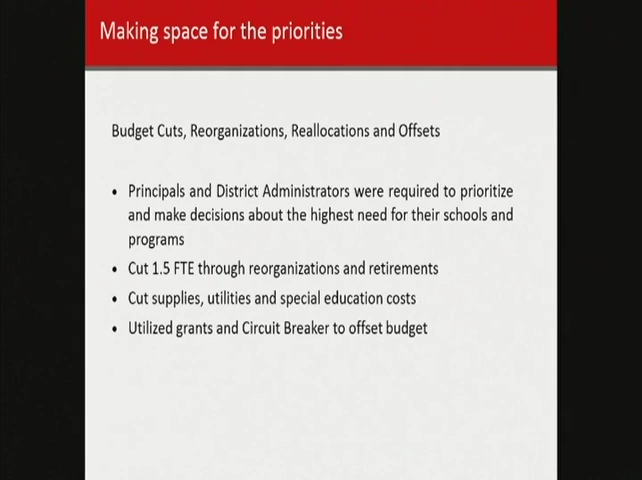 Making space for the priorities
Budget Cuts, Reorganizations, Reallocations and Offsets
• Principals and District Administrators were required to prioritize
and make decisions about the highest need for their schools and
programs
• Cut 1.5 FTE through reorganizations and retirements
• Cut supplies, utilities and special education costs
• Utilized grants and Circuit Breaker to offset budget